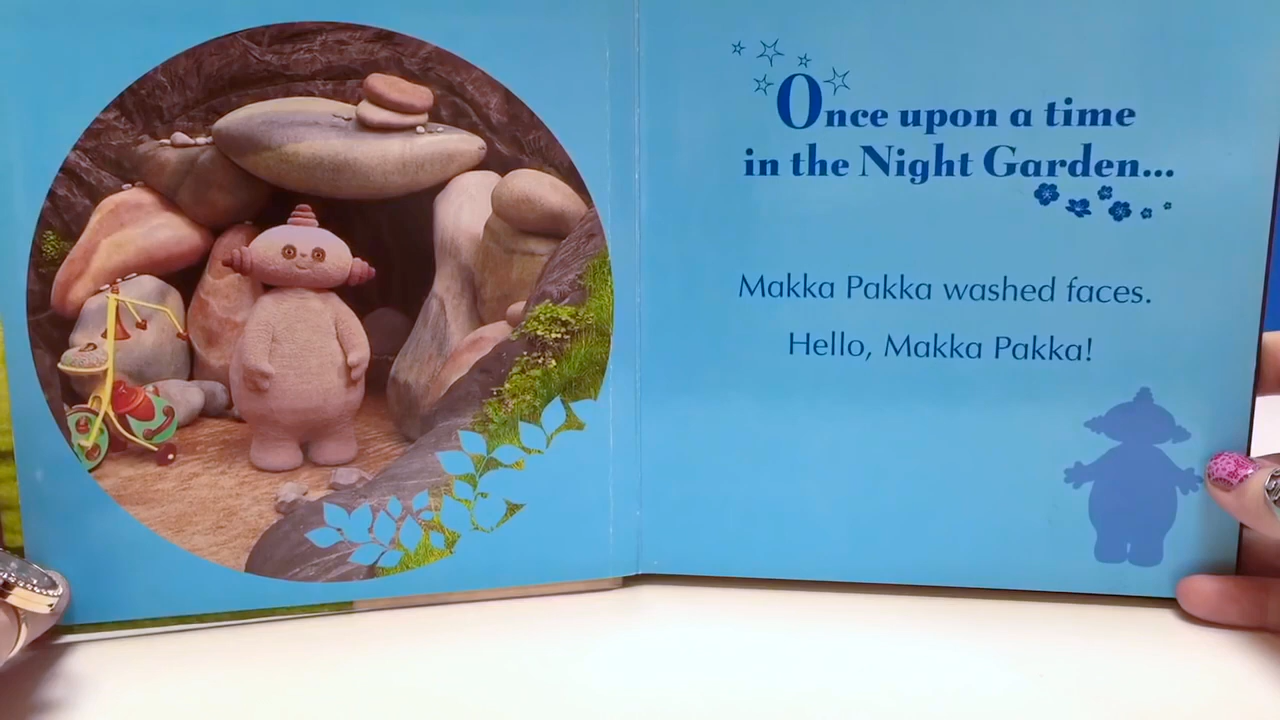 Once upon a time
in the Night Garden...
Makka Pakka washed faces.
Hello, Makka Pakka!